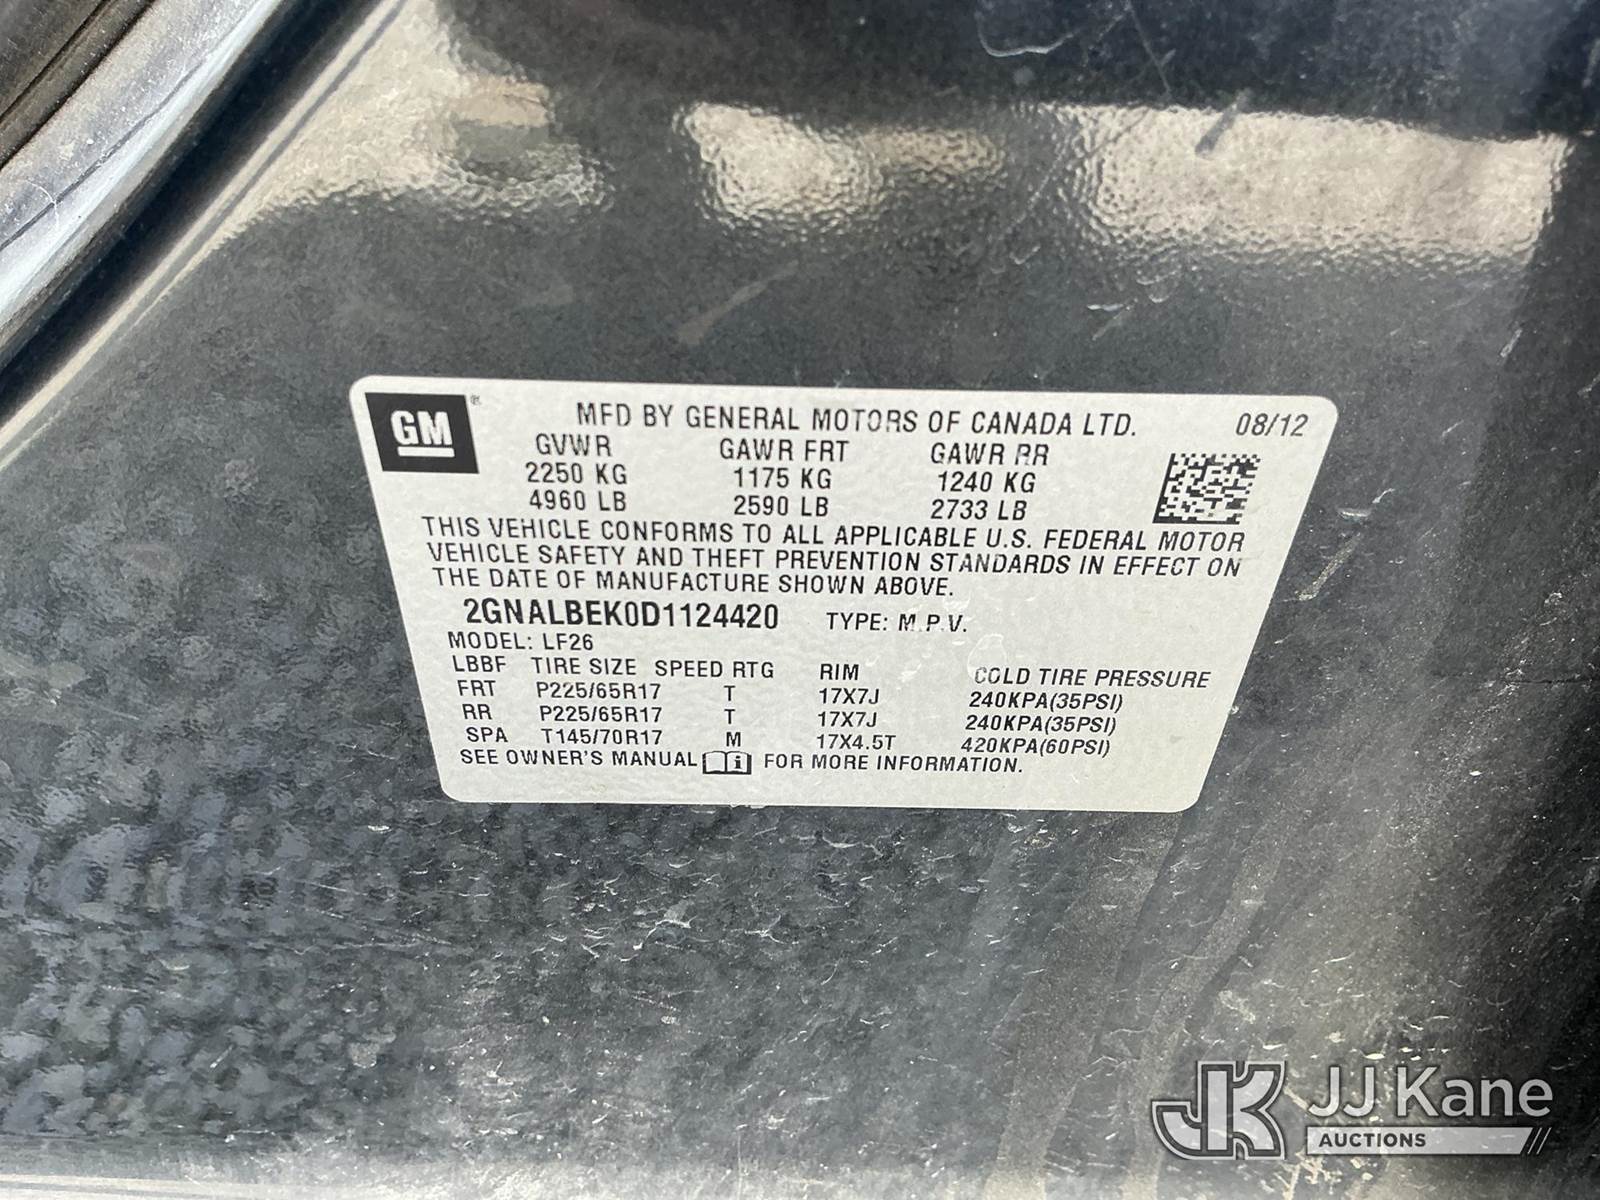 GM ®
MFD BY GENERAL MOTORS OF CANADA LTD. 08/12
GVWR GAWR FRT GAWR RR
2250 KG 1175 KG 1240 KG
4960 LB 2590 LB 2733 LB
THIS VEHICLE CONFORMS TO ALL APPLICABLE U.S. FEDERAL MOTOR
VEHICLE SAFETY AND THEFT PREVENTION STANDARDS IN EFFECT ON
THE DATE OF MANUFACTURE SHOWN ABOVE.
2GNALBEK0D1124420 TYPE: M.P.V.
MODEL: LF26
LBBF TIRE SIZE SPEED RTG RIM COLD TIRE PRESSURE
FRT P225/65R17 T 17X7J 240KPA(35PSI)
RR P225/65R17 T 17X7J 240KPA(35PSI)
SPA T145/70R17 M 17X4.5T 420KPA(60PSI)
SEE OWNER'S MANUAL i FOR MORE INFORMATION.
JK JJ Kane
AUCTIONS